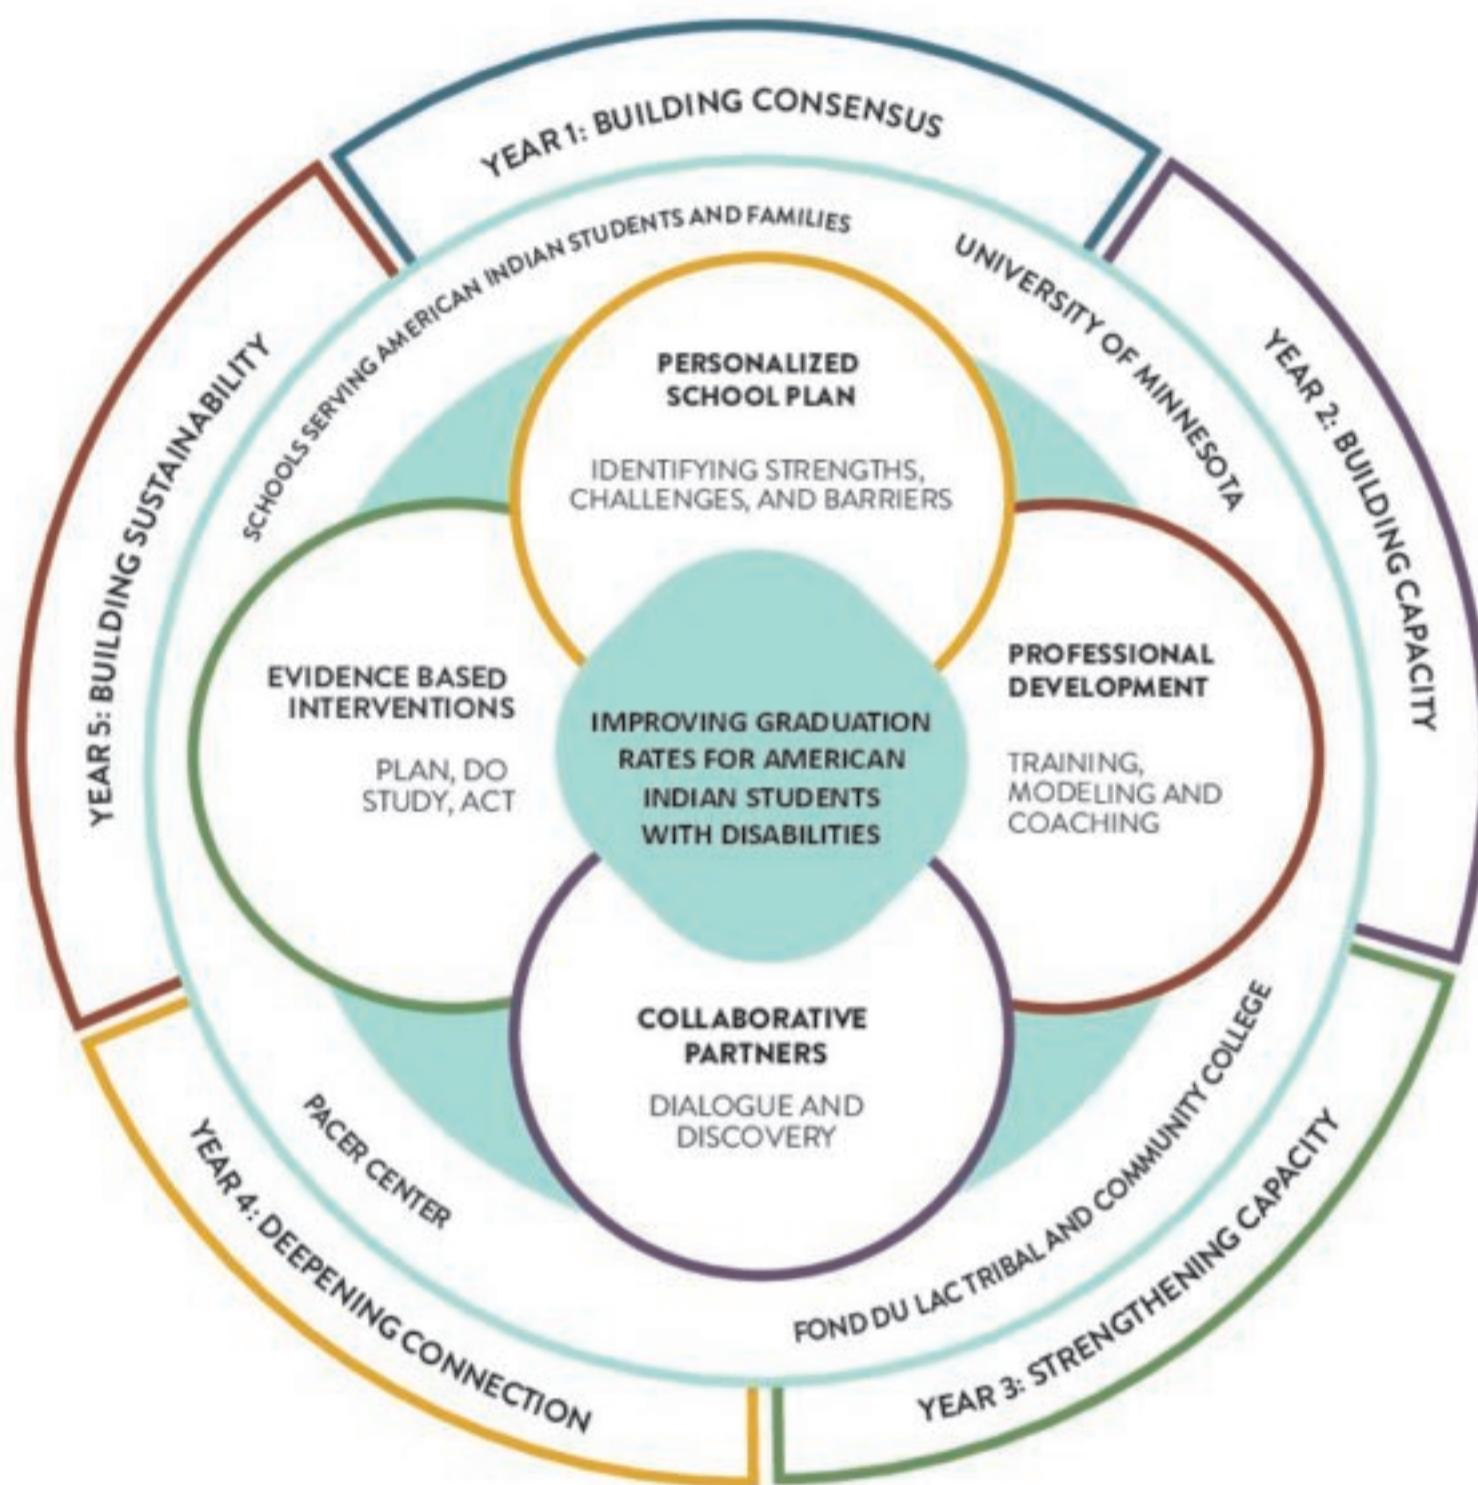 YEAR 1: BUILDING CONSENSUS
YEAR 2: BUILDING CAPACITY
YEAR 3: STRENGTHENING CAPACITY
YEAR 4: DEEPENING CONNECTION
YEAR 5: BUILDING SUSTAINABILITY
SCHOOLS SERVING AMERICAN INDIAN STUDENTS AND FAMILIES
UNIVERSITY OF MINNESOTA
FOND DU LAC TRIBAL AND COMMUNITY COLLEGE
PACER CENTER
PERSONALIZED
SCHOOL PLAN
IDENTIFYING STRENGTHS,
CHALLENGES, AND BARRIERS
PROFESSIONAL
DEVELOPMENT
TRAINING,
MODELING AND
COACHING
COLLABORATIVE
PARTNERS
DIALOGUE AND
DISCOVERY
EVIDENCE BASED
INTERVENTIONS
PLAN, DO
STUDY, ACT
IMPROVING GRADUATION
RATES FOR AMERICAN
INDIAN STUDENTS
WITH DISABILITIES